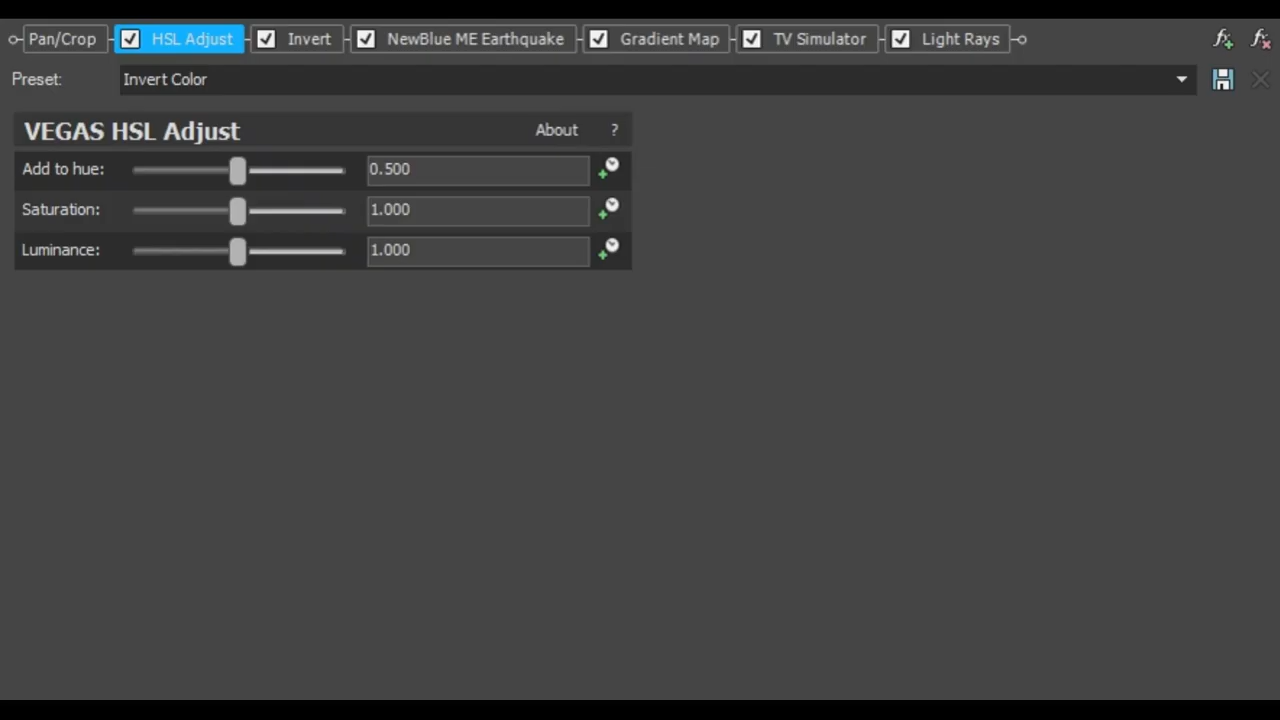 Pan/Crop HSL Adjust Invert NewBlue ME Earthquake Gradient Map TV Simulator Light Rays
Preset: Invert Color
VEGAS HSL Adjust About ?
Add to hue: 0.500
Saturation: 1.000
Luminance: 1.000